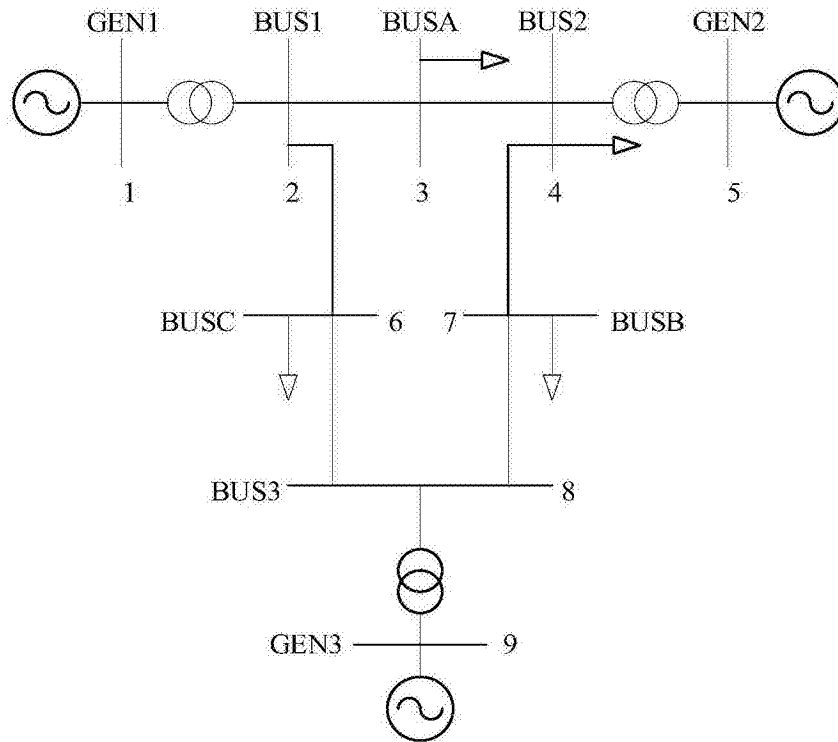 GEN1 BUS1 BUSA BUS2 GEN2
1 2 3 4 5
BUSC 6 7 BUSB
BUS3 8
GEN3 9